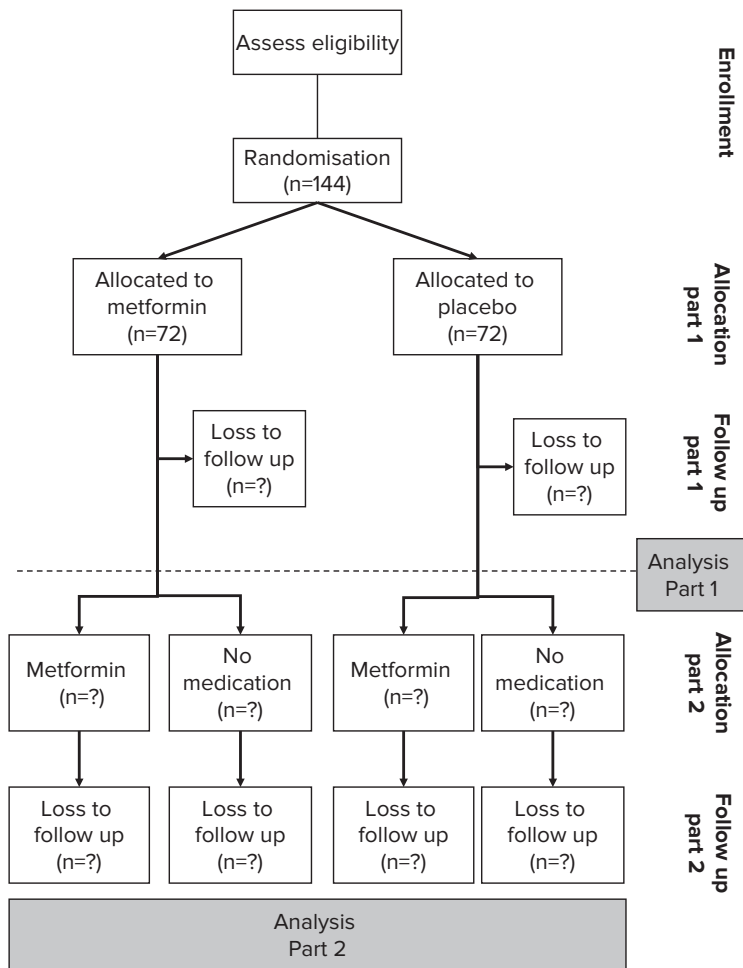 Assess eligibility
Enrollment
Randomisation
(n=144)
Allocated to
metformin
(n=72)
Allocated to
placebo
(n=72)
Allocation
part 1
Loss to
follow up
(n=?)
Loss to
follow up
(n=?)
Follow up
part 1
Analysis
Part 1
Metformin
(n=?)
No
medication
(n=?)
Metformin
(n=?)
No
medication
(n=?)
Allocation
part 2
Loss to
follow up
(n=?)
Loss to
follow up
(n=?)
Loss to
follow up
(n=?)
Loss to
follow up
(n=?)
Follow up
part 2
Analysis
Part 2